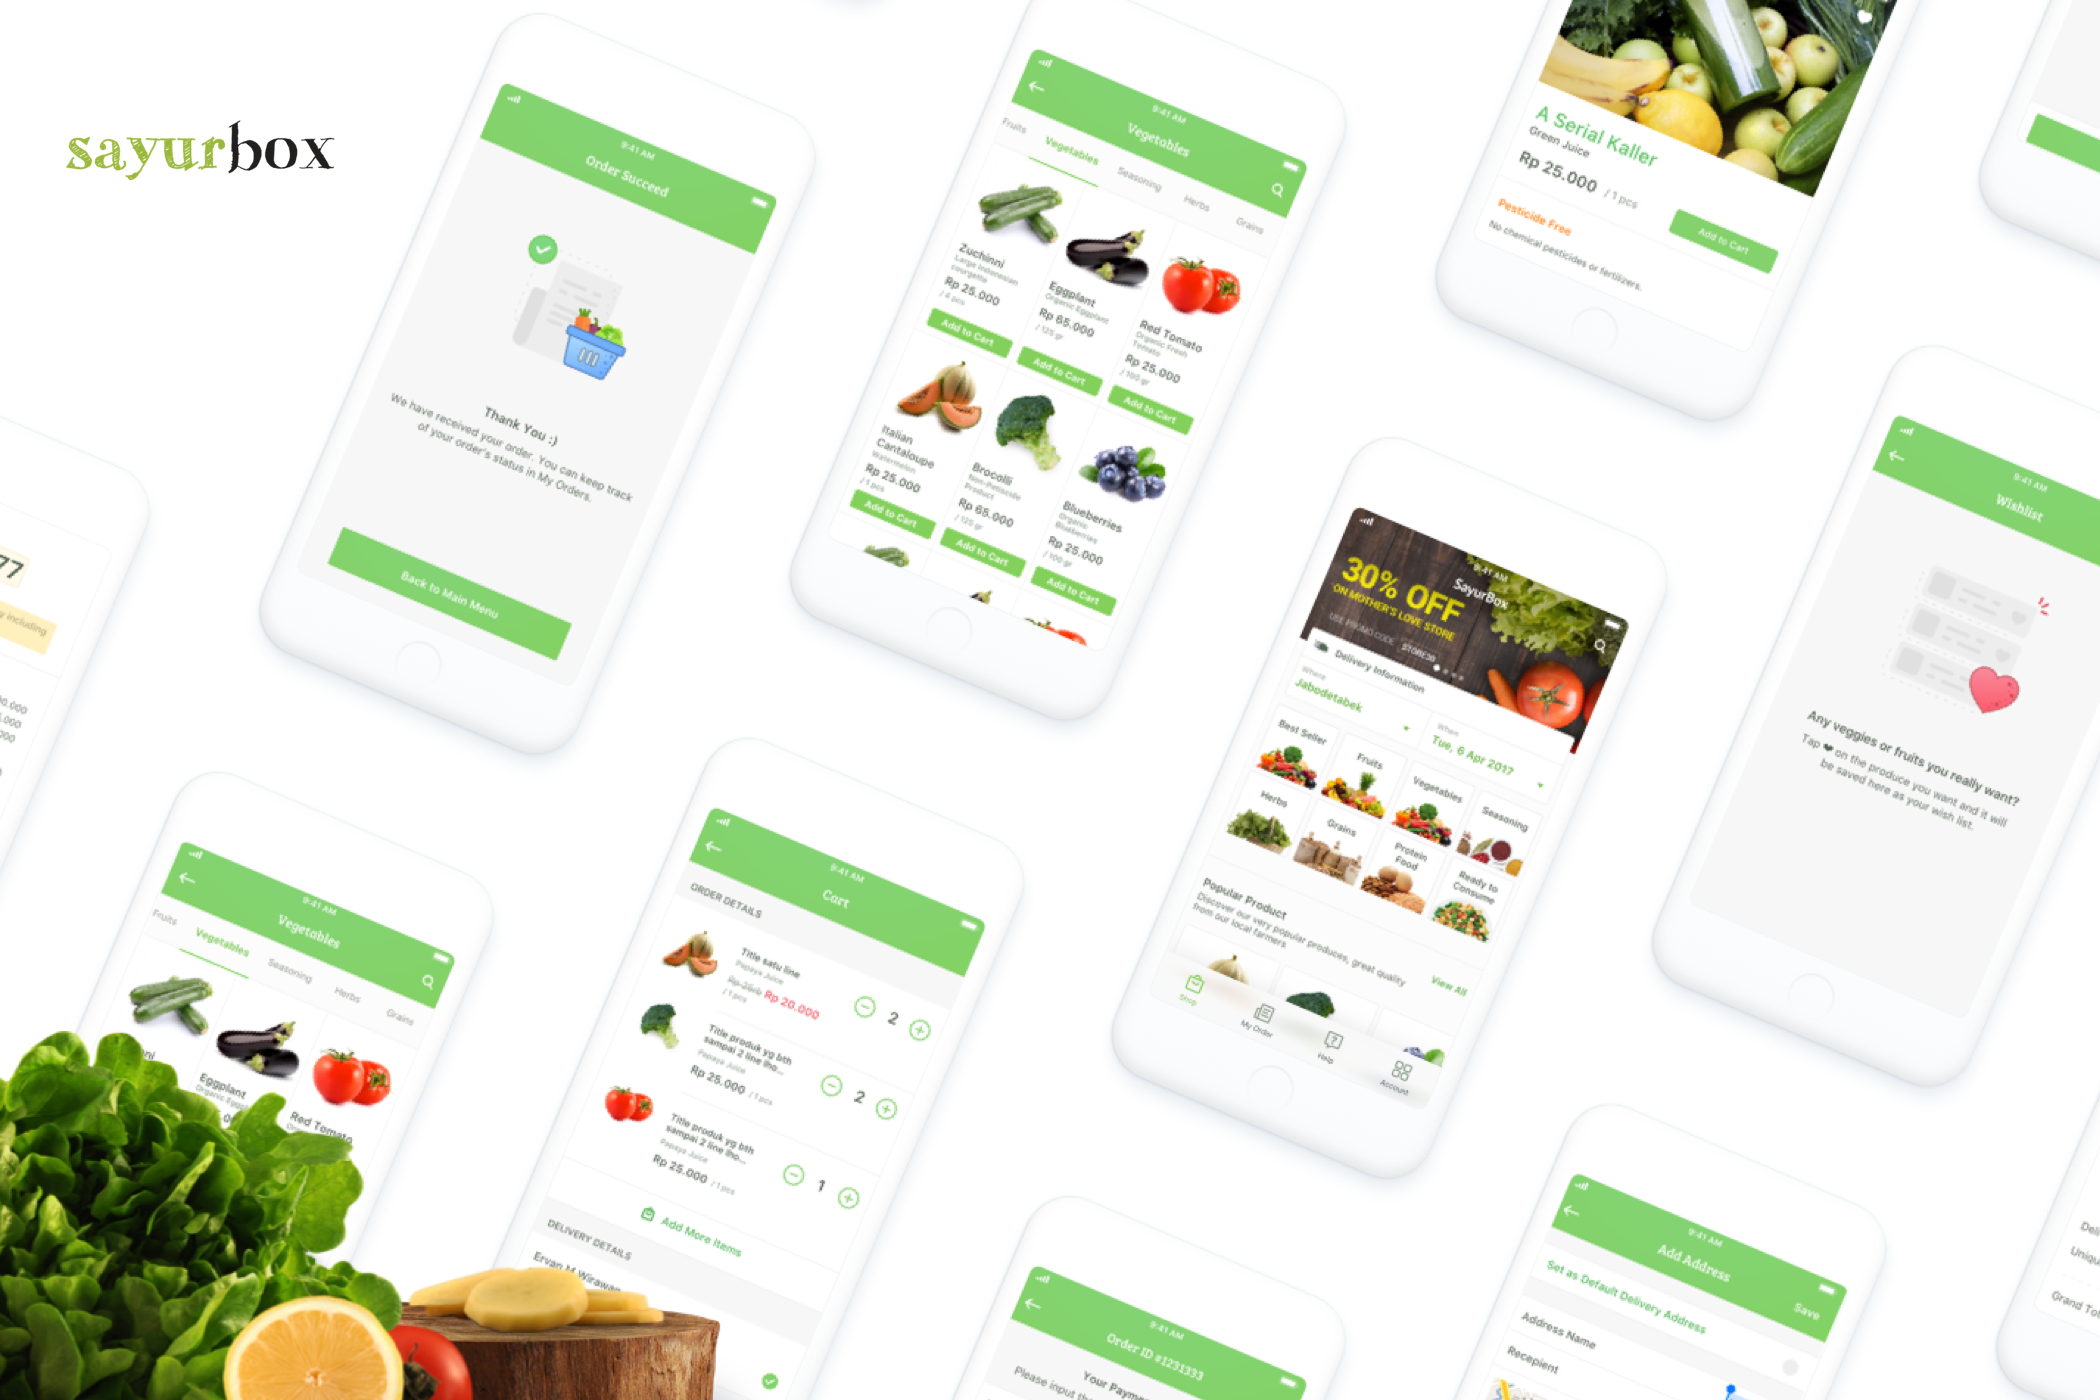 sayurbox
9:41 AM
Order Succeed
Thank You :)
We have received your order. You can keep track
of your order's status in My Orders.
Back to Main Menu
9:41 AM
Vegetables
Fruits Vegetables Seasoning Herbs Grains
Zuchinni
Large Indonesian
courgette
Rp 25.000
/ 4 pcs
Add to Cart
Eggplant
Organic Eggplant
Rp 65.000
/ 125 gr
Add to Cart
Red Tomato
Organic Fresh
Tomato
Rp 25.000
/ 100 gr
Add to Cart
Italian
Cantaloupe
Watermelon
Rp 25.000
/ 1 pcs
Add to Cart
Brocolli
Non-Petiscide
Product
Rp 65.000
/ 125 gr
Add to Cart
Blueberries
Organic
Blueberries
Rp 25.000
/ 100 gr
Add to Cart
A Serial Kaller
Green Juice
Rp 25.000 / 1 pcs
Add to Cart
Pesticide Free
No chemical pesticides or fertilizers.
9:41 AM
SayurBox
30% OFF
ON MOTHER'S LOVE STORE
USE PROMO CODE STORE30
Delivery Information
Where
Jabodetabek
When
Tue, 6 Apr 2017
Best Seller
Fruits
Vegetables
Seasoning
Herbs
Grains
Protein
Food
Ready to
Consume
Popular Product
Discover our very popular produces, great quality
from our local farmers
View All
Shop
My Order
Help
Account
9:41 AM
Wishlist
Any veggies or fruits you really want?
Tap ❤ on the produce you want and it will
be saved here as your wish list.
77
y including
0.000
.000
000
9:41 AM
Vegetables
Fruits Vegetables Seasoning Herbs Grains
ni
Eggplant
Organic Eggpl
Red Tomato
9:41 AM
Cart
ORDER DETAILS
Title satu line
Papaya Juice
Rp 20.000
/ 1 pcs
2
Title produk yg bth
sampai 2 line lho...
Papaya Juice
Rp 25.000 / 1 pcs
2
Title produk yg bth
sampai 2 line lho...
Papaya Juice
Rp 25.000 / 1 pcs
1
Add More Items
DELIVERY DETAILS
Ervan M Wirawan
9:41 AM
Order ID #1231333
Your Payme
Please input th
9:41 AM
Add Address
Save
Set as Default Delivery Address
Address Name
Recepient
Deli
Uniqu
Grand To